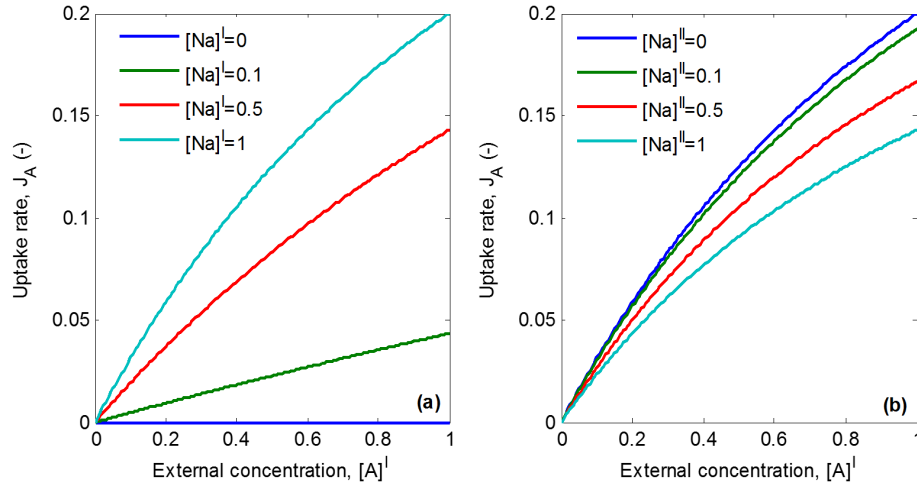 0.2
0.15
0.1
0.05
0
Uptake rate, J_A (-)
[Na]^I=0
[Na]^I=0.1
[Na]^I=0.5
[Na]^I=1
(a)
0 0.2 0.4 0.6 0.8 1
External concentration, [A]^I
0.2
0.15
0.1
0.05
0
Uptake rate, J_A (-)
[Na]^II=0
[Na]^II=0.1
[Na]^II=0.5
[Na]^II=1
(b)
0 0.2 0.4 0.6 0.8 1
External concentration, [A]^I